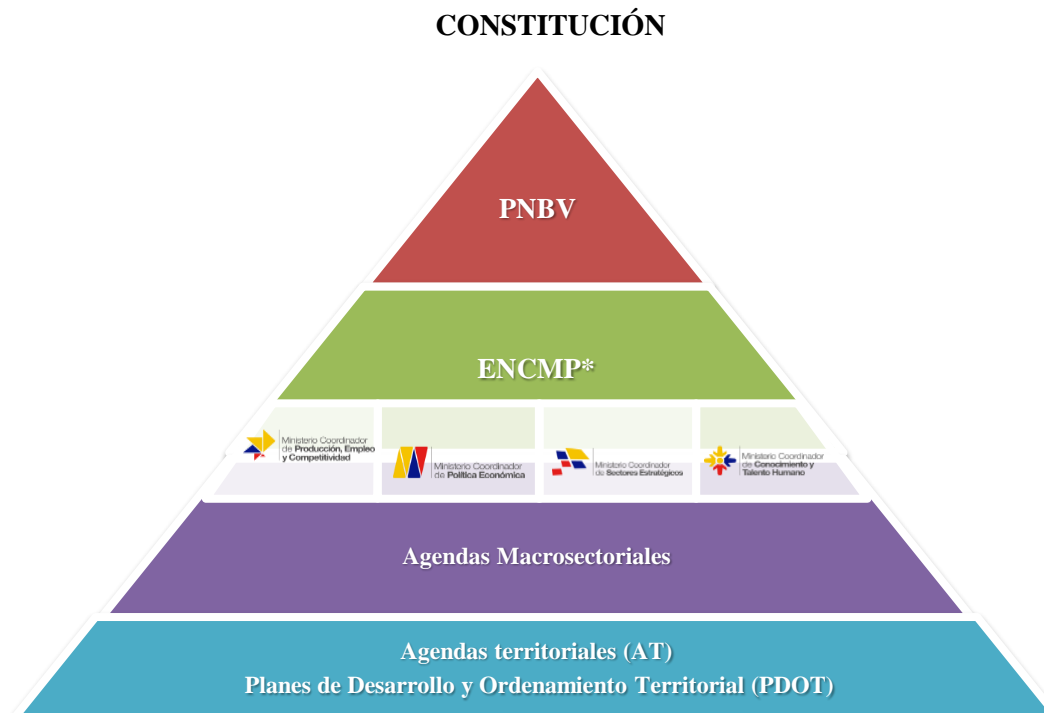 CONSTITUCIÓN
PNBV
ENCMP*
Ministerio Coordinador
de Producción, Empleo
y Competitividad
Ministerio Coordinador
de Política Económica
Ministerio Coordinador
de Sectores Estratégicos
Ministerio Coordinador
de Conocimiento y
Talento Humano
Agendas Macrosectoriales
Agendas territoriales (AT)
Planes de Desarrollo y Ordenamiento Territorial (PDOT)